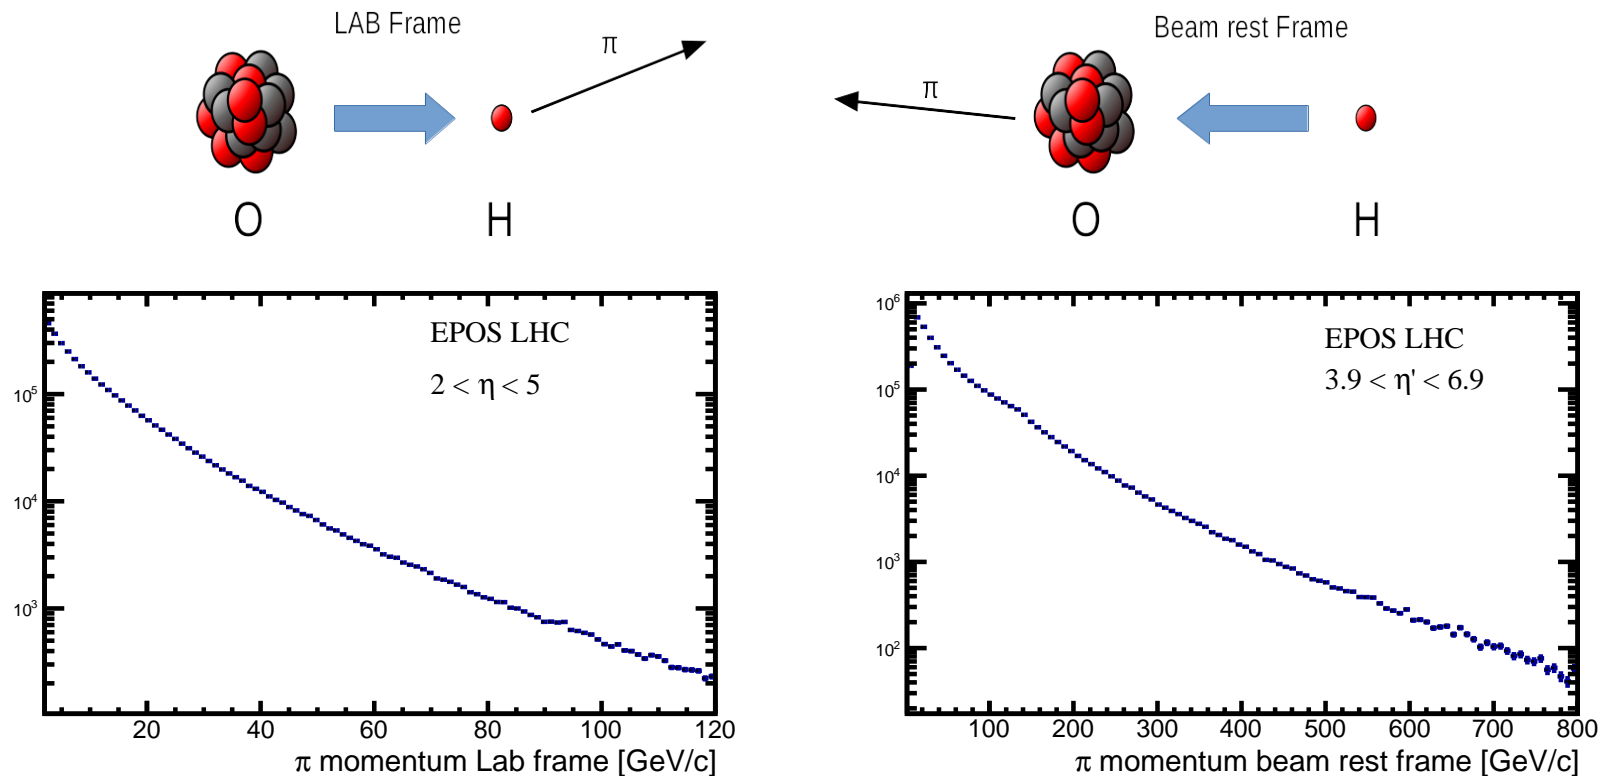 LAB Frame
π
O
H
Beam rest Frame
π
O
H
EPOS LHC
2 < η < 5
10⁵
10⁴
10³
20 40 60 80 100 120
π momentum Lab frame [GeV/c]
EPOS LHC
3.9 < η' < 6.9
10⁶
10⁵
10⁴
10³
10²
100 200 300 400 500 600 700 800
π momentum beam rest frame [GeV/c]